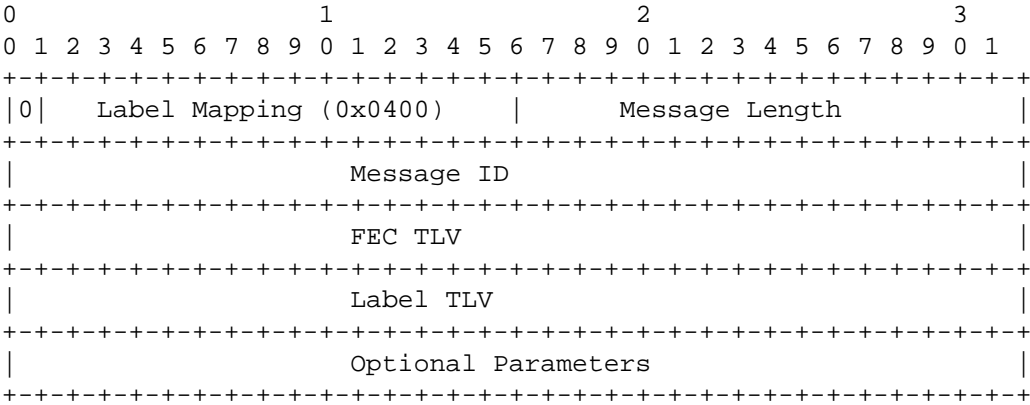 0                   1                   2                   3
0 1 2 3 4 5 6 7 8 9 0 1 2 3 4 5 6 7 8 9 0 1 2 3 4 5 6 7 8 9 0 1
+-+-+-+-+-+-+-+-+-+-+-+-+-+-+-+-+-+-+-+-+-+-+-+-+-+-+-+-+-+-+-+-+
|0|   Label Mapping (0x0400)    |      Message Length           |
+-+-+-+-+-+-+-+-+-+-+-+-+-+-+-+-+-+-+-+-+-+-+-+-+-+-+-+-+-+-+-+-+
|                     Message ID                                |
+-+-+-+-+-+-+-+-+-+-+-+-+-+-+-+-+-+-+-+-+-+-+-+-+-+-+-+-+-+-+-+-+
|                     FEC TLV                                   |
+-+-+-+-+-+-+-+-+-+-+-+-+-+-+-+-+-+-+-+-+-+-+-+-+-+-+-+-+-+-+-+-+
|                     Label TLV                                 |
+-+-+-+-+-+-+-+-+-+-+-+-+-+-+-+-+-+-+-+-+-+-+-+-+-+-+-+-+-+-+-+-+
|                     Optional Parameters                       |
+-+-+-+-+-+-+-+-+-+-+-+-+-+-+-+-+-+-+-+-+-+-+-+-+-+-+-+-+-+-+-+-+